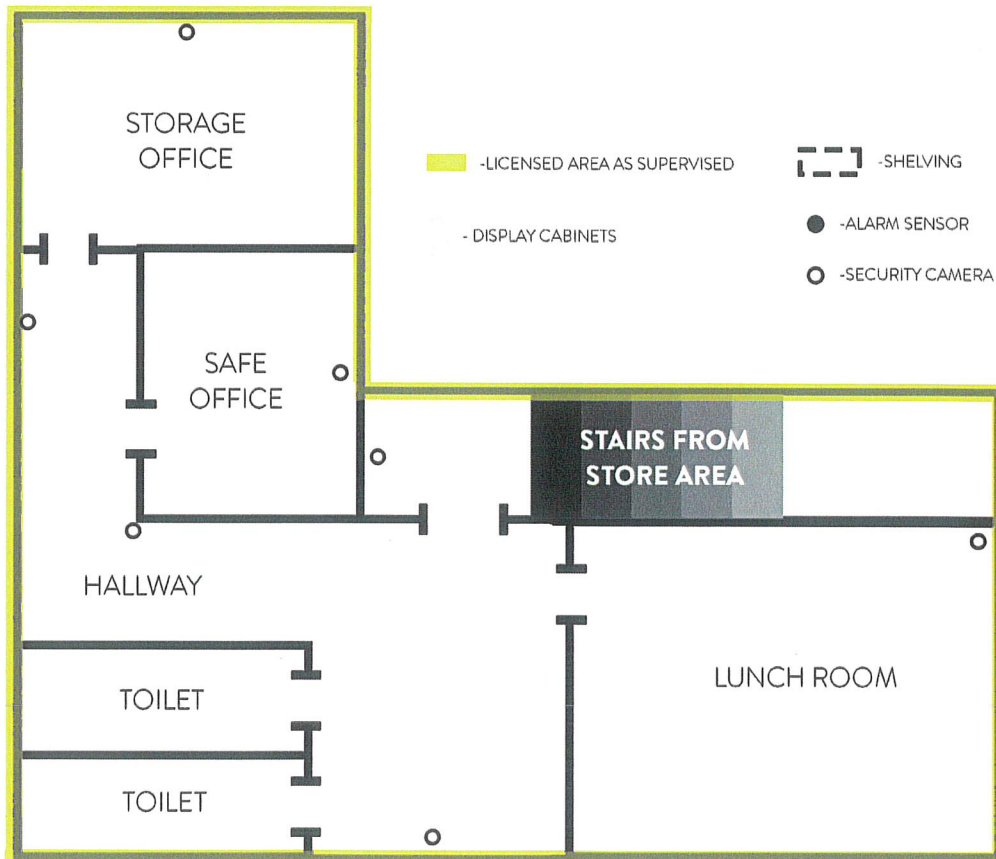 STORAGE
OFFICE
-LICENSED AREA AS SUPERVISED
-SHELVING
- DISPLAY CABINETS
-ALARM SENSOR
-SECURITY CAMERA
SAFE
OFFICE
STAIRS FROM
STORE AREA
HALLWAY
LUNCH ROOM
TOILET
TOILET